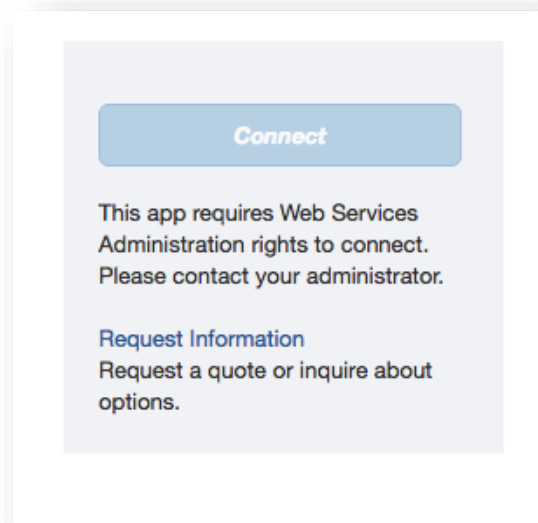 Connect
This app requires Web Services
Administration rights to connect.
Please contact your administrator.
Request Information
Request a quote or inquire about
options.